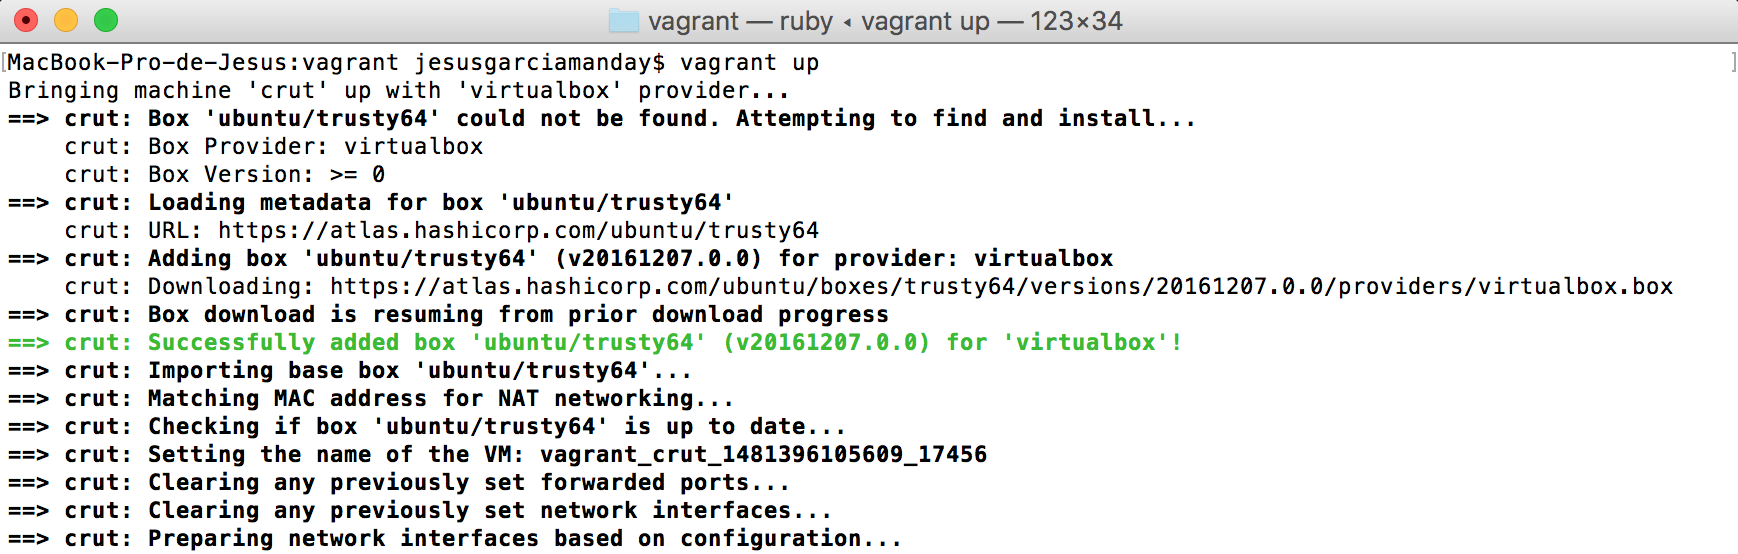 vagrant — ruby ◂ vagrant up — 123×34
[MacBook-Pro-de-Jesus:vagrant jesusgarciamanday$ vagrant up ]
Bringing machine 'crut' up with 'virtualbox' provider...
==> crut: Box 'ubuntu/trusty64' could not be found. Attempting to find and install...
    crut: Box Provider: virtualbox
    crut: Box Version: >= 0
==> crut: Loading metadata for box 'ubuntu/trusty64'
    crut: URL: https://atlas.hashicorp.com/ubuntu/trusty64
==> crut: Adding box 'ubuntu/trusty64' (v20161207.0.0) for provider: virtualbox
    crut: Downloading: https://atlas.hashicorp.com/ubuntu/boxes/trusty64/versions/20161207.0.0/providers/virtualbox.box
==> crut: Box download is resuming from prior download progress
==> crut: Successfully added box 'ubuntu/trusty64' (v20161207.0.0) for 'virtualbox'!
==> crut: Importing base box 'ubuntu/trusty64'...
==> crut: Matching MAC address for NAT networking...
==> crut: Checking if box 'ubuntu/trusty64' is up to date...
==> crut: Setting the name of the VM: vagrant_crut_1481396105609_17456
==> crut: Clearing any previously set forwarded ports...
==> crut: Clearing any previously set network interfaces...
==> crut: Preparing network interfaces based on configuration...